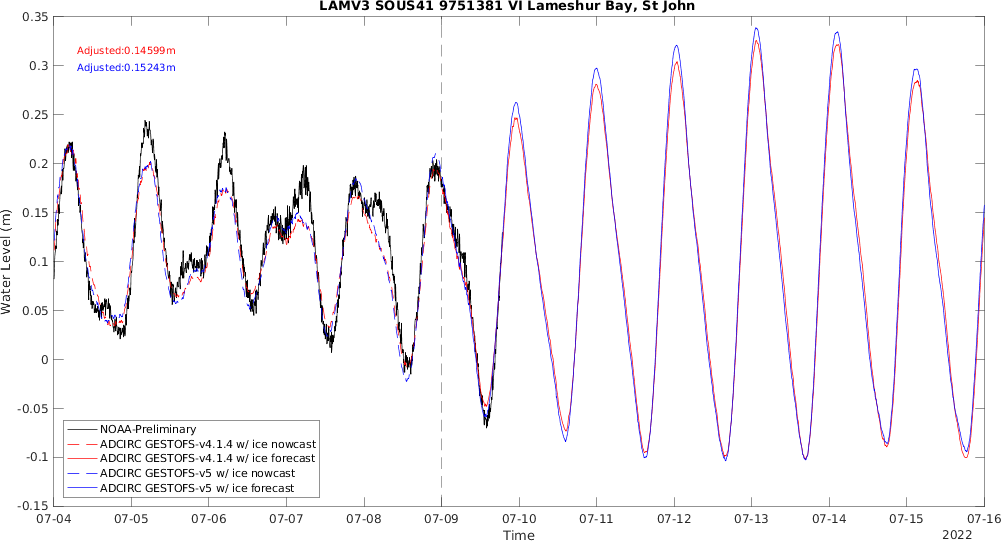 LAMV3 SOUS41 9751381 VI Lameshur Bay, St John
Adjusted:0.14599m
Adjusted:0.15243m
0.35
0.3
0.25
0.2
0.15
0.1
0.05
0
-0.05
-0.1
-0.15
Water Level (m)
NOAA-Preliminary
ADCIRC GESTOFS-v4.1.4 w/ ice nowcast
ADCIRC GESTOFS-v4.1.4 w/ ice forecast
ADCIRC GESTOFS-v5 w/ ice nowcast
ADCIRC GESTOFS-v5 w/ ice forecast
07-04 07-05 07-06 07-07 07-08 07-09 07-10 07-11 07-12 07-13 07-14 07-15 07-16
Time
2022